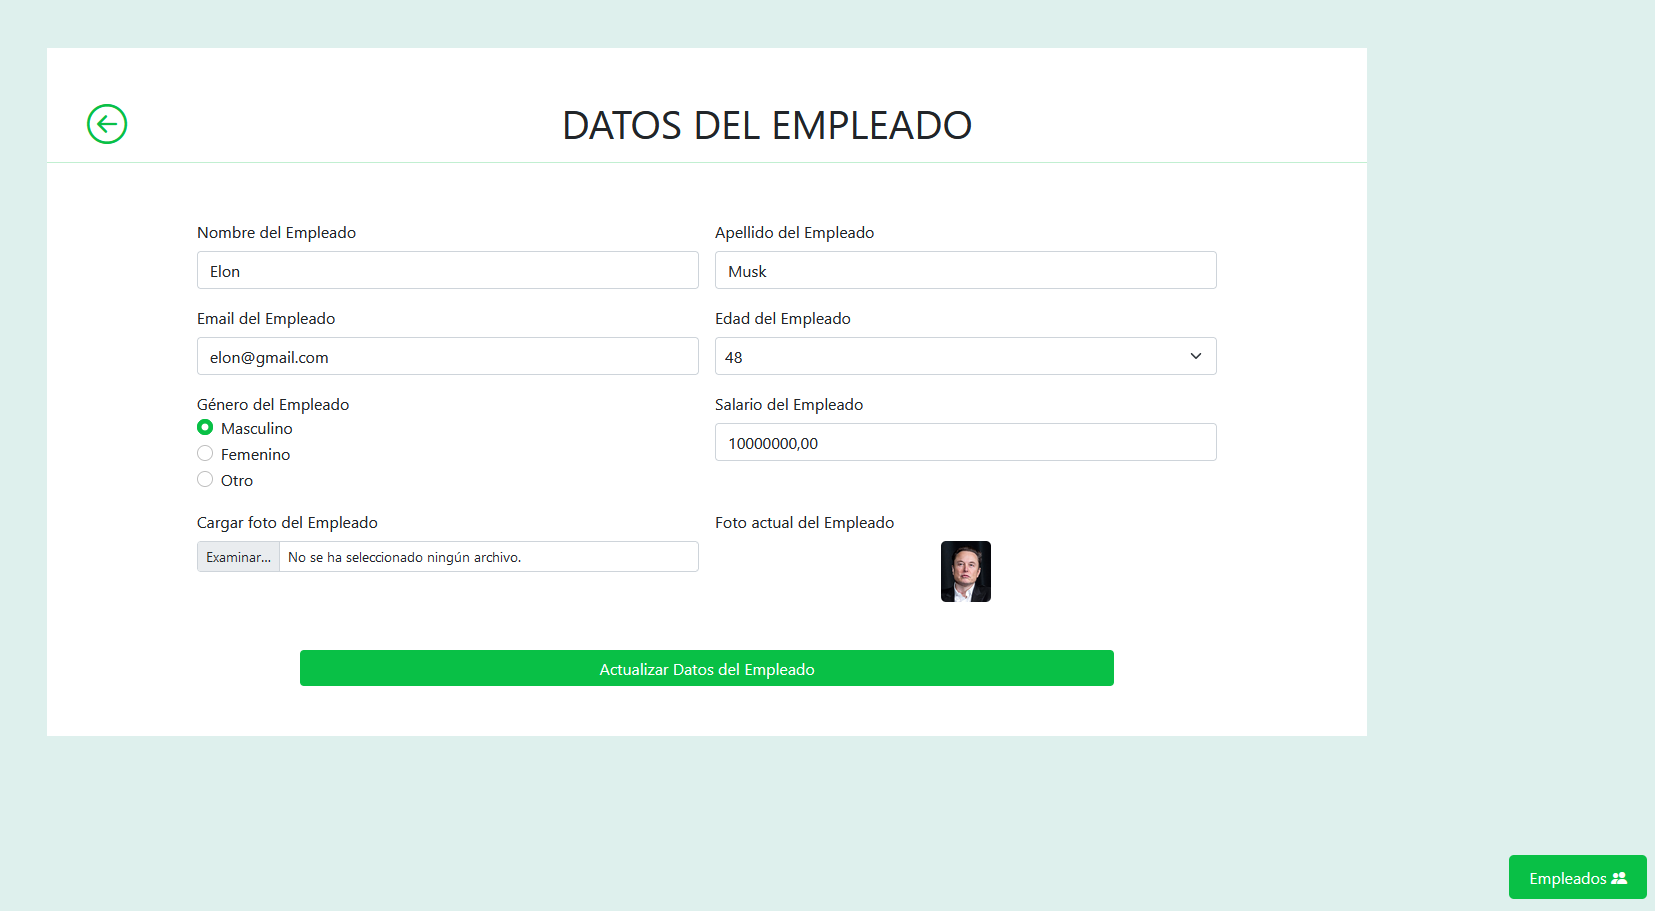 DATOS DEL EMPLEADO
Nombre del Empleado
Apellido del Empleado
Elon
Musk
Email del Empleado
Edad del Empleado
elon@gmail.com
48
Género del Empleado
Salario del Empleado
Masculino
10000000,00
Femenino
Otro
Cargar foto del Empleado
Foto actual del Empleado
Examinar... No se ha seleccionado ningún archivo.
Actualizar Datos del Empleado
Empleados